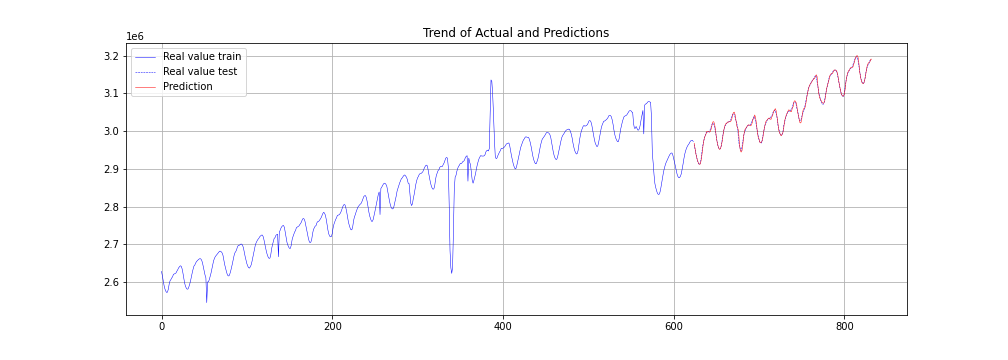 Trend of Actual and Predictions
1e6
Real value train
Real value test
Prediction
3.2
3.1
3.0
2.9
2.8
2.7
2.6
0 200 400 600 800